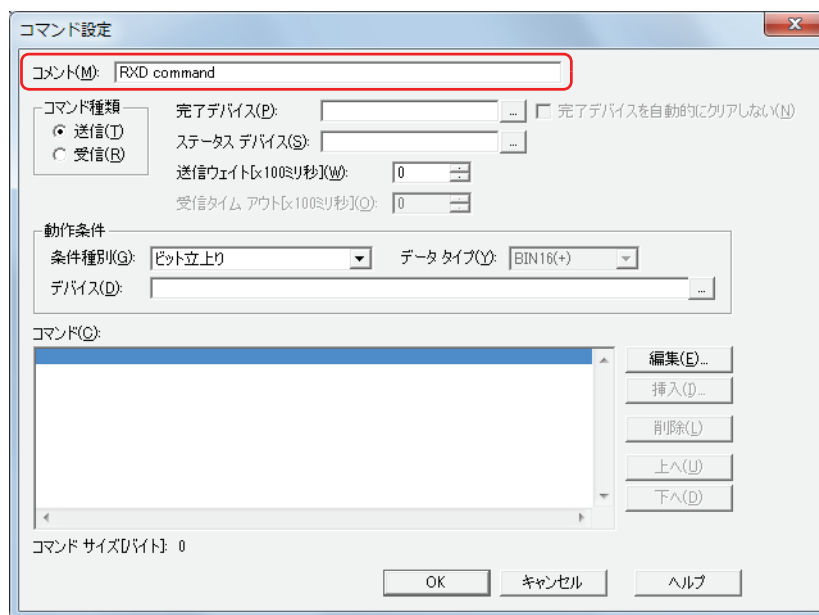 コマンド設定
コメント(M): RXD command
コマンド種類
送信(T)
受信(R)
完了デバイス(P): ... 完了デバイスを自動的にクリアしない(N)
ステータス デバイス(S): ...
送信ウェイト[x100ミリ秒](W): 0
受信タイム アウト[x100ミリ秒](O): 0
動作条件
条件種別(G): ビット立上り データ タイプ(Y): BIN16(+)
デバイス(D): ...
コマンド(C):
編集(E)...
挿入(I)...
削除(L)
上へ(U)
下へ(D)
コマンド サイズ[バイト]: 0
OK キャンセル ヘルプ